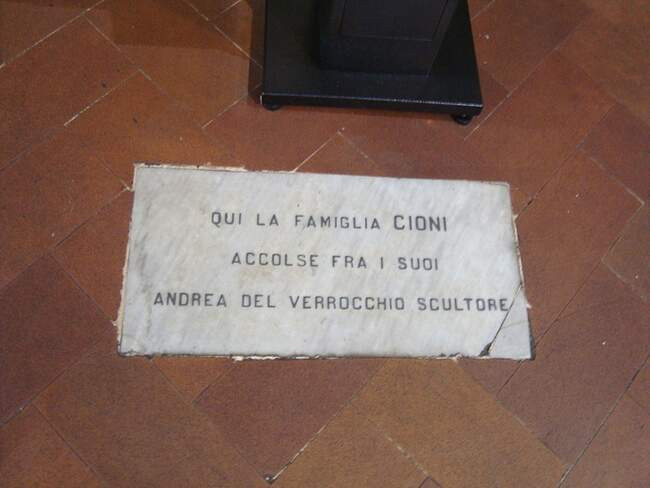 QUI LA FAMIGLIA CIONI
ACCOLSE FRA I SUOI
ANDREA DEL VERROCCHIO SCULTORE